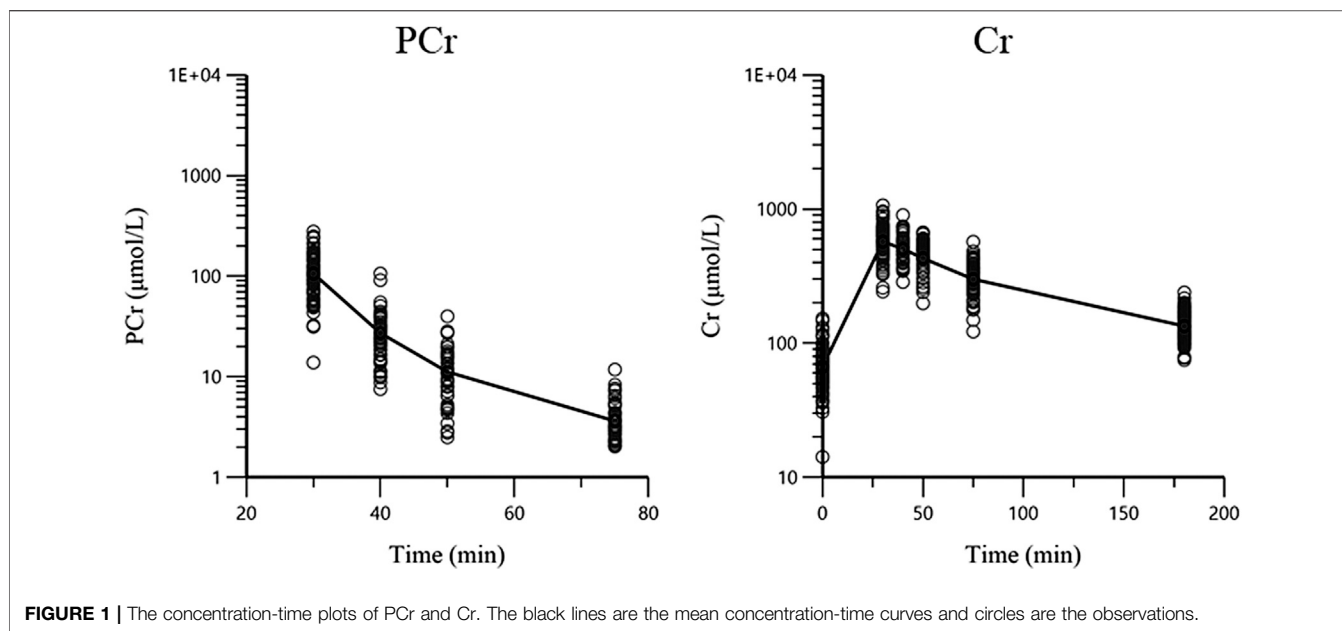 PCr
1E+04
1000
100
10
1
PCr (µmol/L)
20
40
60
80
Time (min)
Cr
1E+04
1000
100
10
Cr (µmol/L)
0
50
100
150
200
Time (min)
FIGURE 1 | The concentration-time plots of PCr and Cr. The black lines are the mean concentration-time curves and circles are the observations.